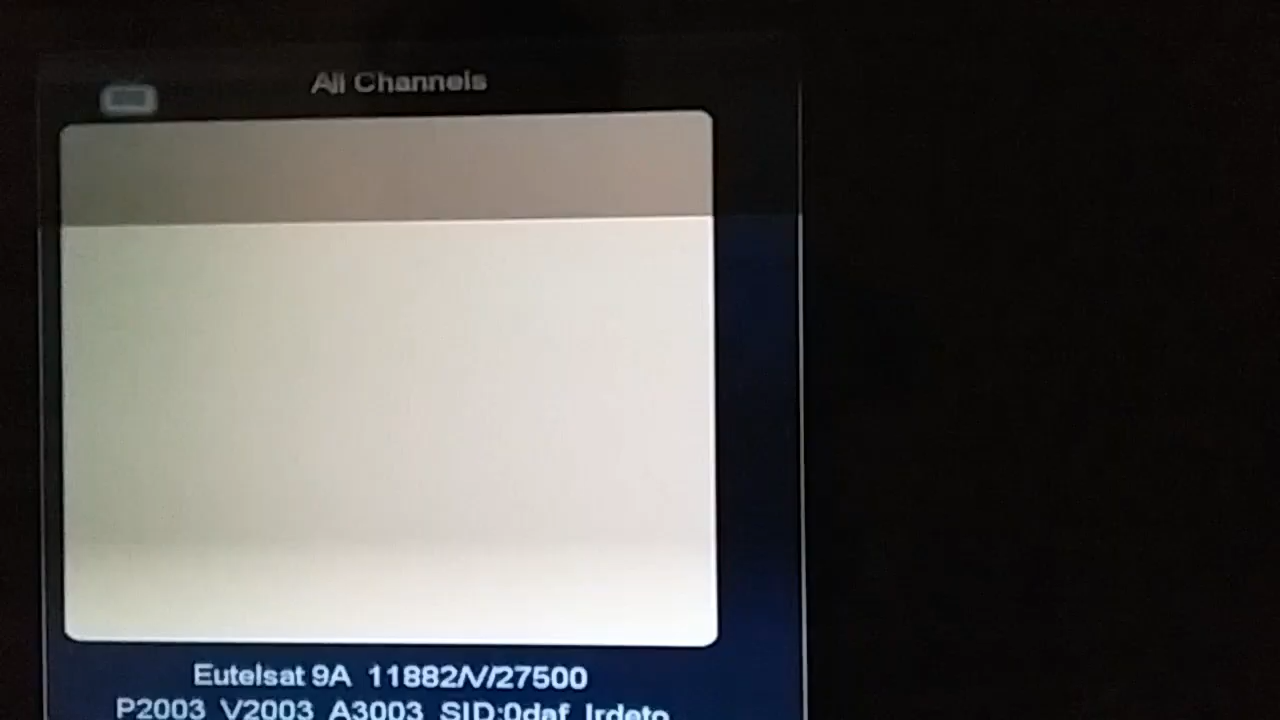 All Channels
Eutelsat 9A 11882/V/27500
P2003 V2003 A3003 SID:0daf Irdeto